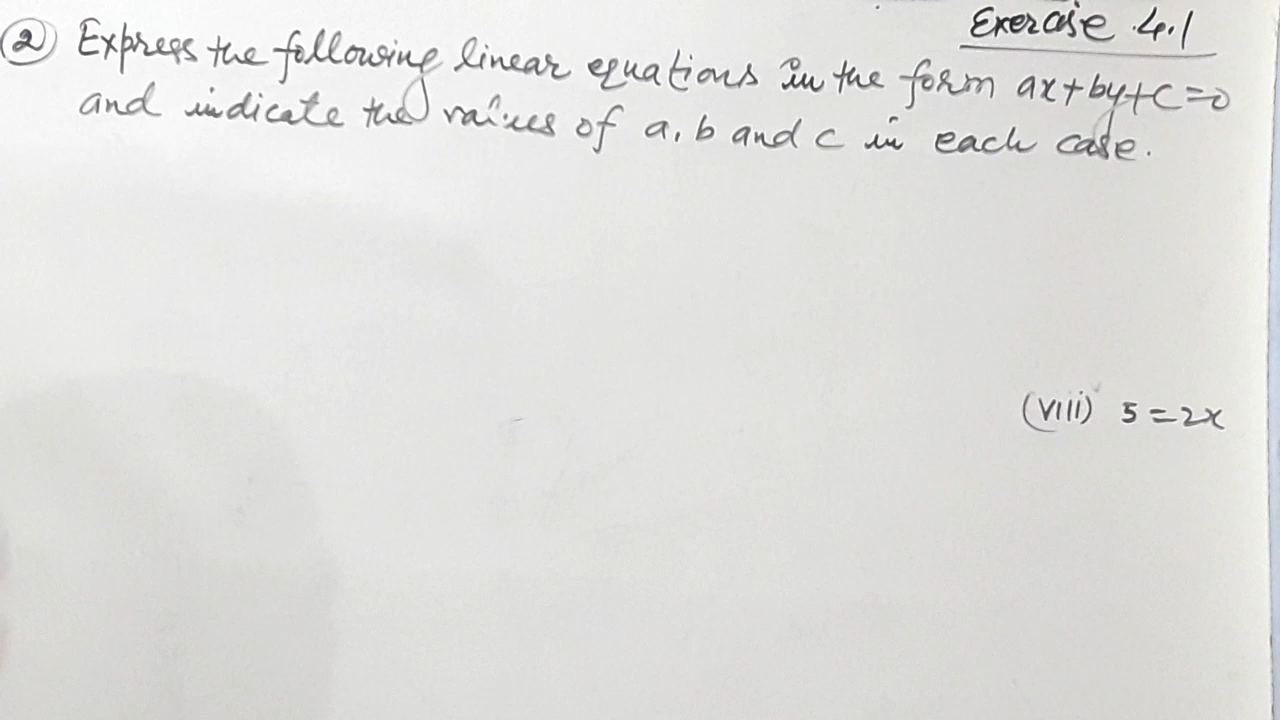 Exercise 4.1
② Express the following linear equations in the form ax+by+c=0
and indicate the values of a, b and c in each case.
(viii) 5=2x